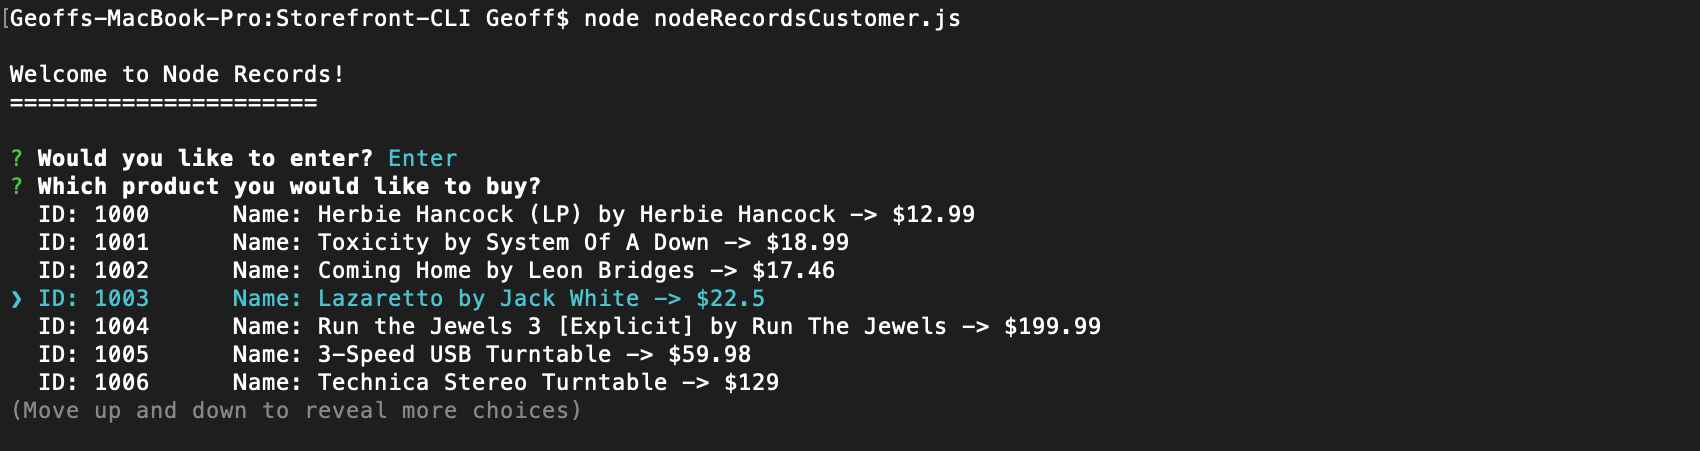 [Geoffs-MacBook-Pro:Storefront-CLI Geoff$ node nodeRecordsCustomer.js
Welcome to Node Records!
======================
? Would you like to enter? Enter
? Which product you would like to buy?
ID: 1000      Name: Herbie Hancock (LP) by Herbie Hancock -> $12.99
ID: 1001      Name: Toxicity by System Of A Down -> $18.99
ID: 1002      Name: Coming Home by Leon Bridges -> $17.46
❯ ID: 1003      Name: Lazaretto by Jack White -> $22.5
ID: 1004      Name: Run the Jewels 3 [Explicit] by Run The Jewels -> $199.99
ID: 1005      Name: 3-Speed USB Turntable -> $59.98
ID: 1006      Name: Technica Stereo Turntable -> $129
(Move up and down to reveal more choices)